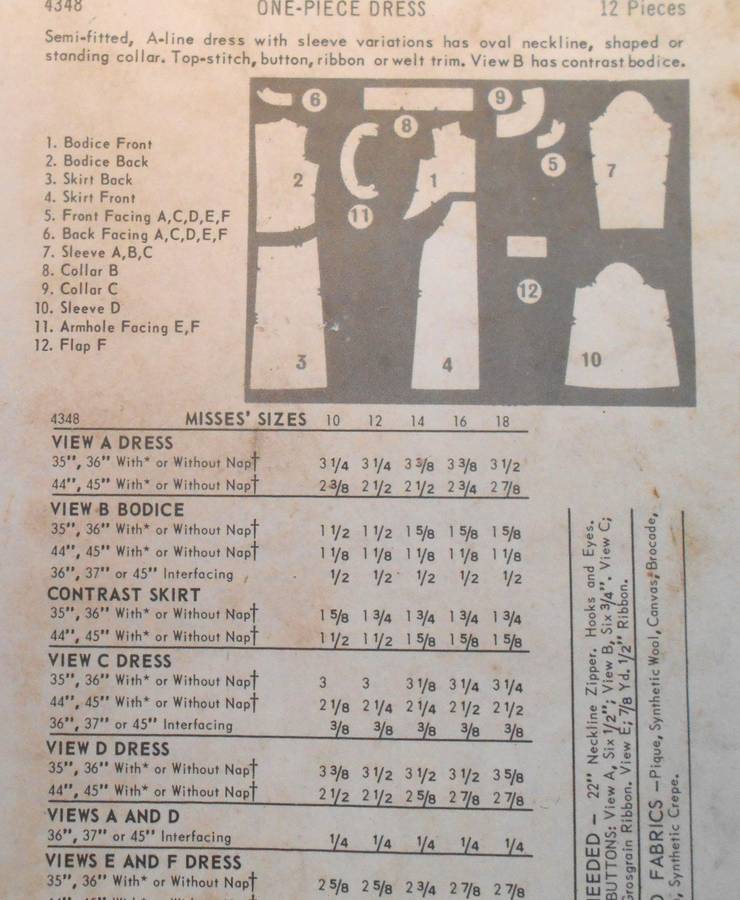 4348 ONE-PIECE DRESS 12 Pieces
Semi-fitted, A-line dress with sleeve variations has oval neckline, shaped or
standing collar. Top-stitch, button, ribbon or welt trim. View B has contrast bodice.
1. Bodice Front
2. Bodice Back
3. Skirt Back
4. Skirt Front
5. Front Facing A,C,D,E,F
6. Back Facing A,C,D,E,F
7. Sleeve A,B,C
8. Collar B
9. Collar C
10. Sleeve D
11. Armhole Facing E,F
12. Flap F
6 8 9 5 7
2 11 1
12
3 4 10
4348 MISSES' SIZES 10 12 14 16 18
VIEW A DRESS
35", 36" With* or Without Nap† 3 1/4 3 1/4 3 3/8 3 3/8 3 1/2
44", 45" With* or Without Nap† 2 3/8 2 1/2 2 1/2 2 3/4 2 7/8
VIEW B BODICE
35", 36" With* or Without Nap† 1 1/2 1 1/2 1 5/8 1 5/8 1 5/8
44", 45" With* or Without Nap† 1 1/8 1 1/8 1 1/8 1 1/8 1 1/8
36", 37" or 45" Interfacing 1/2 1/2 1/2 1/2 1/2
CONTRAST SKIRT
35", 36" With* or Without Nap† 1 5/8 1 3/4 1 3/4 1 3/4 1 3/4
44", 45" With* or Without Nap† 1 1/2 1 1/2 1 5/8 1 5/8 1 5/8
VIEW C DRESS
35", 36" With* or Without Nap† 3 3 3 1/8 3 1/4 3 1/4
44", 45" With* or Without Nap† 2 1/8 2 1/4 2 1/4 2 1/2 2 1/2
36", 37" or 45" Interfacing 3/8 3/8 3/8 3/8 3/8
VIEW D DRESS
35", 36" With* or Without Nap† 3 3/8 3 1/2 3 1/2 3 1/2 3 5/8
44", 45" With* or Without Nap† 2 1/2 2 1/2 2 5/8 2 7/8 2 7/8
VIEWS A AND D
36", 37" or 45" Interfacing 1/4 1/4 1/4 1/4 1/4
VIEWS E AND F DRESS
35", 36" With* or Without Nap† 2 5/8 2 5/8 2 3/4 2 7/8 2 7/8
EEDED – 22" Neckline Zipper. Hooks and Eyes.
BUTTONS: View A, Six 1/2"; View B, Six 3/4". View C;
rosgrain Ribbon. View E; 7/8 Yd. 1/2" Ribbon.
D FABRICS – Pique, Synthetic Wool, Canvas, Brocade,
, Synthetic Crepe.